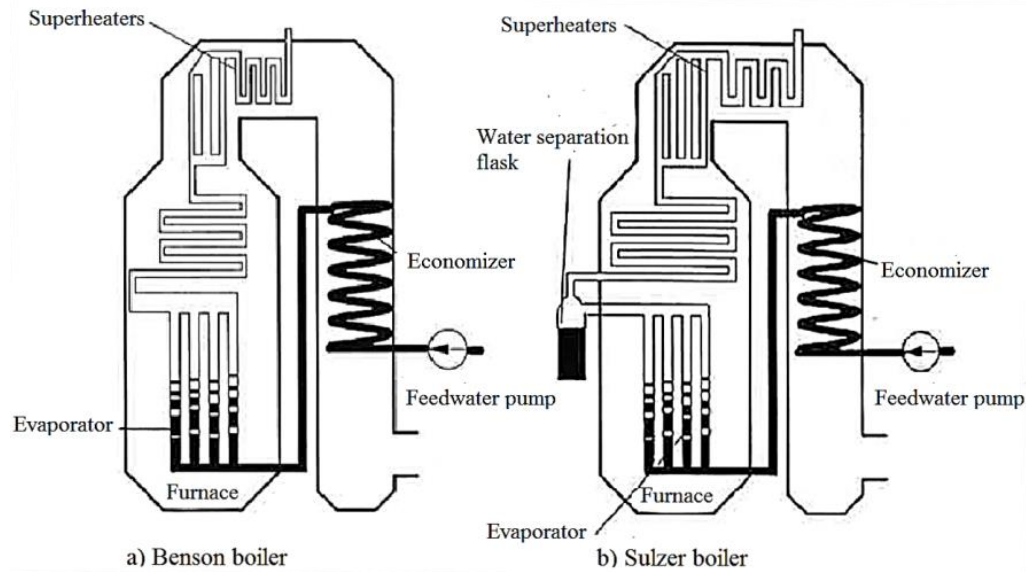 Superheaters
Economizer
Feedwater pump
Evaporator
Furnace
a) Benson boiler
Superheaters
Water separation
flask
Economizer
Feedwater pump
Furnace
Evaporator
b) Sulzer boiler